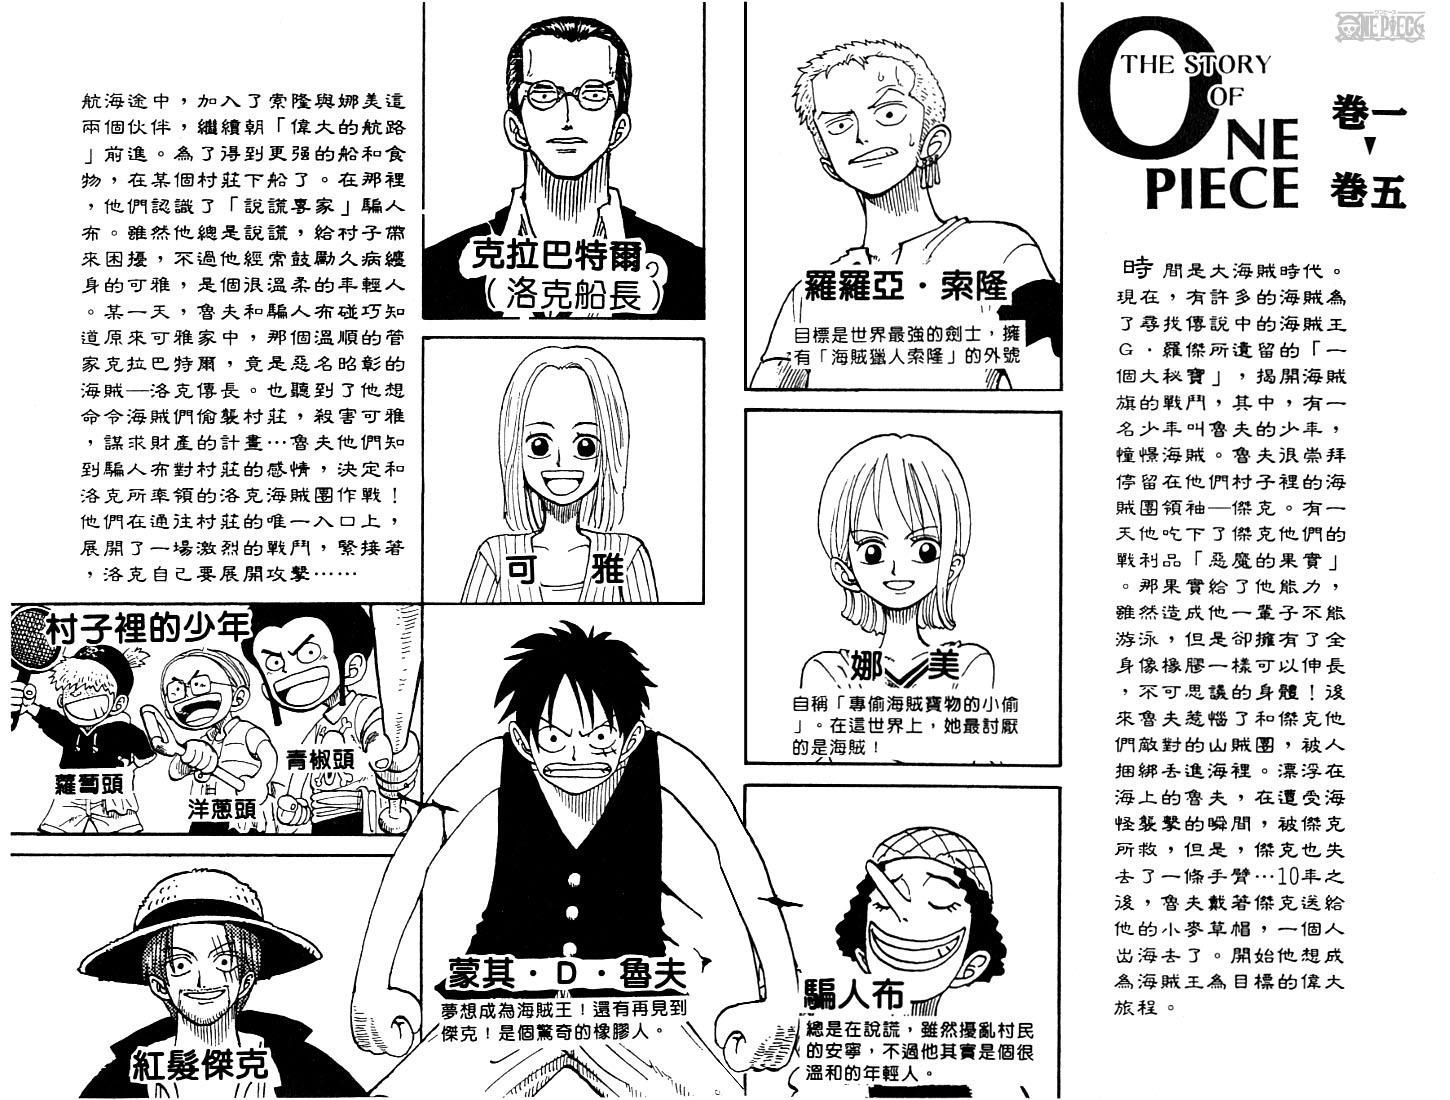 ワンピース
ONE PIECE
THE STORY
OF
ONE
PIECE
卷一
卷五
時間是大海賊時代。
現在，有許多的海賊為
了尋找傳說中的海賊王
G・羅傑所遺留的「一
個大秘寶」，揭開海賊
旗的戰鬥，其中，有一
名少年叫魯夫的少年，
憧憬海賊。魯夫很崇拜
停留在他們村子裡的海
賊團領袖—傑克。有一
天他吃下了傑克他們的
戰利品「惡魔的果實」
。那果實給了他能力，
雖然造成他一輩子不能
游泳，但是卻擁有了全
身像橡膠一樣可以伸長
，不可思議的身體！後
來魯夫惹惱了和傑克他
們敵對的山賊團，被人
捆綁丟進海裡。漂浮在
海上的魯夫，在遭受海
怪襲擊的瞬間，被傑克
所救，但是，傑克也失
去了一條手臂…10年之
後，魯夫戴著傑克送給
他的小麥草帽，一個人
出海去了。開始他想成
為海賊王為目標的偉大
旅程。
羅羅亞・索隆
目標是世界最強的劍士，擁
有「海賊獵人索隆」的外號
娜美
自稱「專偷海賊寶物的小偷
」。在這世界上，她最討厭
的是海賊！
騙人布
總是在說謊，雖然擾亂村民
的安寧，不過他其實是個很
溫和的年輕人。
克拉巴特爾。
（洛克船長）
可雅
蒙其・D・魯夫
夢想成為海賊王！還有再見到
傑克！是個驚奇的橡膠人。
航海途中，加入了索隆與娜美這
兩個伙伴，繼續朝「偉大的航路
」前進。為了得到更强的船和食
物，在某個村莊下船了。在那裡
，他們認識了「說謊專家」騙人
布。雖然他總是說謊，給村子帶
來困擾，不過他經常鼓勵久病纏
身的可雅，是個很溫柔的年輕人
。某一天，魯夫和騙人布碰巧知
道原來可雅家中，那個溫順的管
家克拉巴特爾，竟是惡名昭彰的
海賊—洛克傳長。也聽到了他想
命令海賊們偷襲村莊，殺害可雅
，謀求財產的計畫…魯夫他們知
到騙人布對村莊的感情，決定和
洛克所率領的洛克海賊團作戰！
他們在通往村莊的唯一入口上，
展開了一場激烈的戰鬥，緊接著
，洛克自己要展開攻擊……
村子裡的少年
蘿蔔頭
洋蔥頭
青椒頭
紅髮傑克